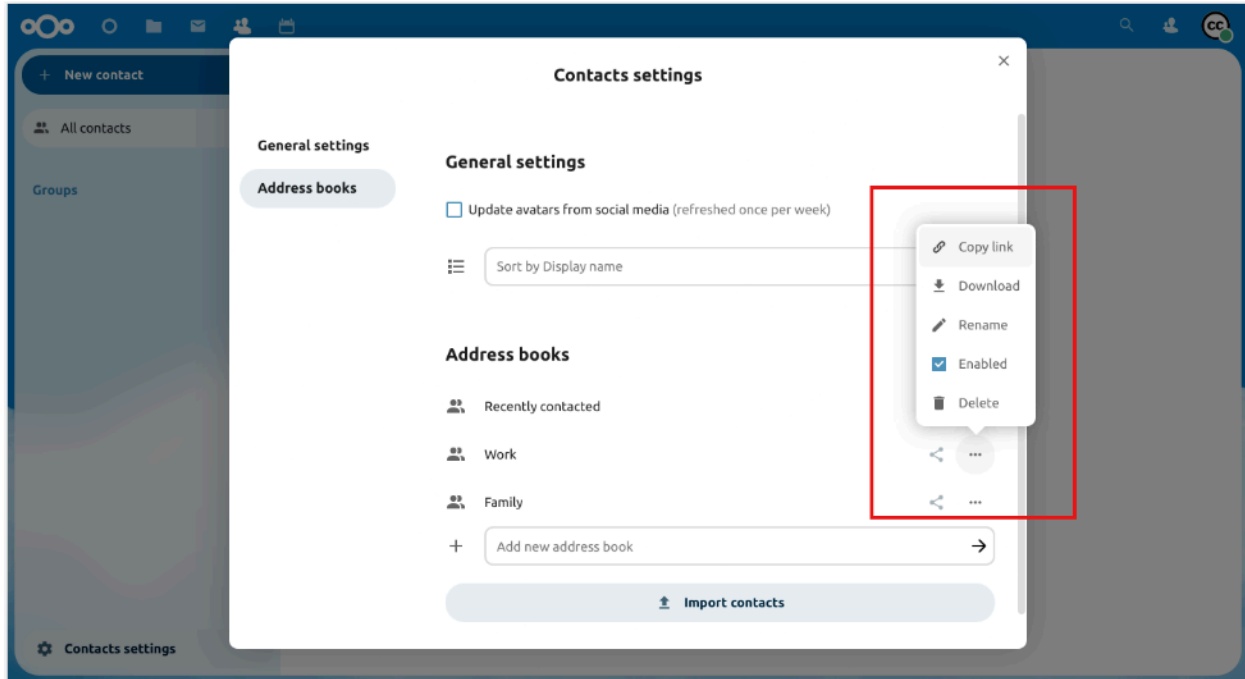 CC
+ New contact
Contacts settings
All contacts
General settings
Address books
Groups
General settings
Update avatars from social media (refreshed once per week)
Sort by Display name
Copy link
Download
Rename
Enabled
Delete
Address books
Recently contacted
Work
Family
Add new address book
Import contacts
Contacts settings